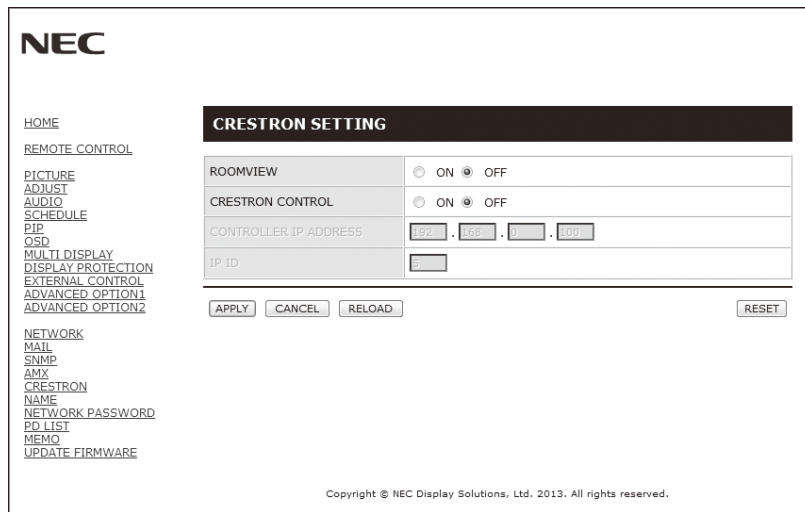 NEC
HOME
REMOTE CONTROL
PICTURE
ADJUST
AUDIO
SCHEDULE
PIP
OSD
MULTI DISPLAY
DISPLAY PROTECTION
EXTERNAL CONTROL
ADVANCED OPTION1
ADVANCED OPTION2
NETWORK
MAIL
SNMP
AMX
CRESTRON
NAME
NETWORK PASSWORD
PD LIST
MEMO
UPDATE FIRMWARE
CRESTRON SETTING
ROOMVIEW ON OFF
CRESTRON CONTROL ON OFF
CONTROLLER IP ADDRESS 192 . 168 . 0 . 100
IP ID 5
APPLY CANCEL RELOAD RESET
Copyright © NEC Display Solutions, Ltd. 2013. All rights reserved.